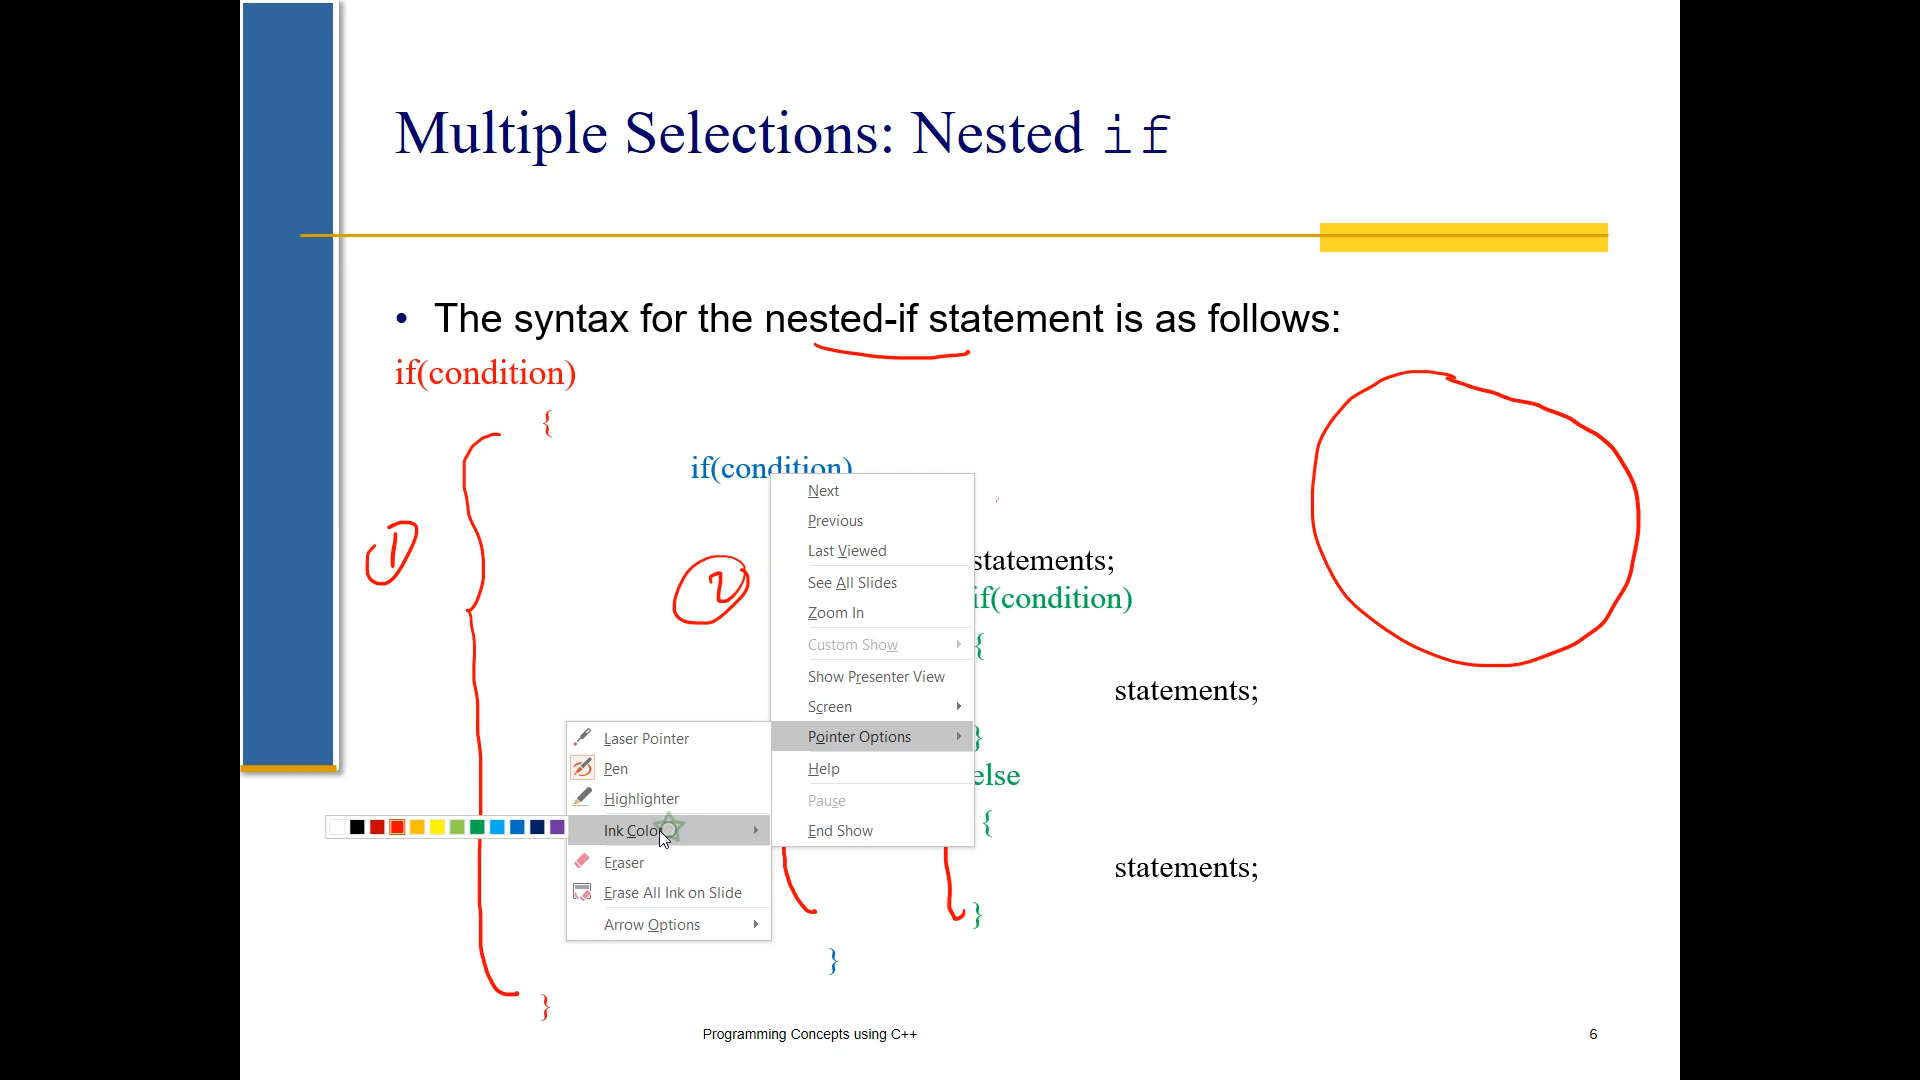 Multiple Selections: Nested if
• The syntax for the nested-if statement is as follows:
if(condition)
{
if(condition)
Next
Previous
Last Viewed
See All Slides
Zoom In
Custom Show
Show Presenter View
Screen
Pointer Options
Help
Pause
End Show
1
2
statements;
if(condition)
{
statements;
}
else
{
statements;
}
Laser Pointer
Pen
Highlighter
Ink Color
Eraser
Erase All Ink on Slide
Arrow Options
}
}
Programming Concepts using C++
6